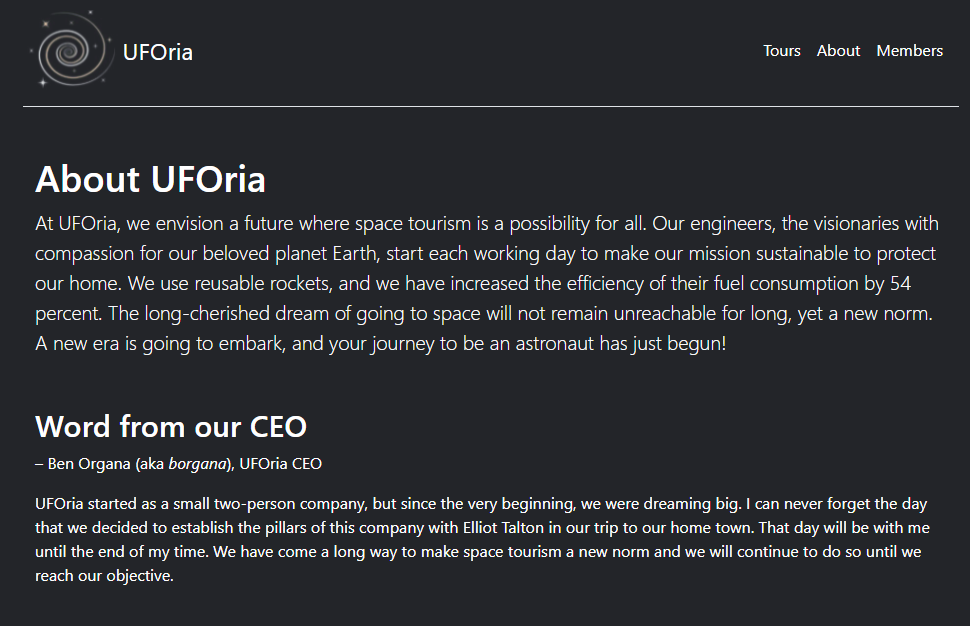 UFOria
Tours About Members
About UFOria
At UFOria, we envision a future where space tourism is a possibility for all. Our engineers, the visionaries with
compassion for our beloved planet Earth, start each working day to make our mission sustainable to protect
our home. We use reusable rockets, and we have increased the efficiency of their fuel consumption by 54
percent. The long-cherished dream of going to space will not remain unreachable for long, yet a new norm.
A new era is going to embark, and your journey to be an astronaut has just begun!
Word from our CEO
– Ben Organa (aka borgana), UFOria CEO
UFOria started as a small two-person company, but since the very beginning, we were dreaming big. I can never forget the day
that we decided to establish the pillars of this company with Elliot Talton in our trip to our home town. That day will be with me
until the end of my time. We have come a long way to make space tourism a new norm and we will continue to do so until we
reach our objective.